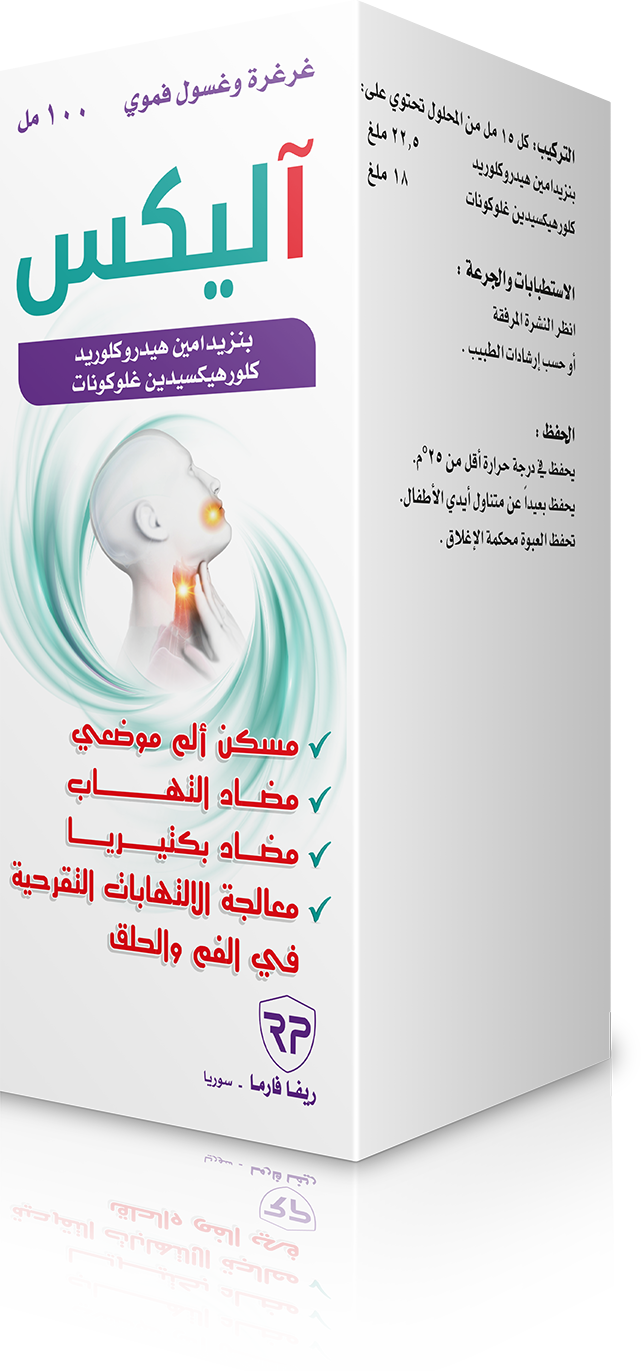 غرغرة وغسول فموي ١٠٠ مل
آليكس
بنزيدامين هيدروكلوريد
كلورهيكسيدين غلوكونات
مسكن ألم موضعي
مضاد التهاب
مضاد بكتيريا
معالجة الالتهابات التقرحية
في الفم والحلق
RP
ريفا فارما - سوريا
التركيب: كل ١٥ مل من المحلول تحتوي على:
بنزيدامين هيدروكلوريد ٢٢,٥ ملغ
كلورهيكسيدين غلوكونات ١٨ ملغ
الاستطبابات والجرعة :
انظر النشرة المرفقة
أو حسب إرشادات الطبيب .
الحفظ :
يحفظ في درجة حرارة أقل من ٢٥°م.
يحفظ بعيداً عن متناول أيدي الأطفال.
تحفظ العبوة محكمة الإغلاق .